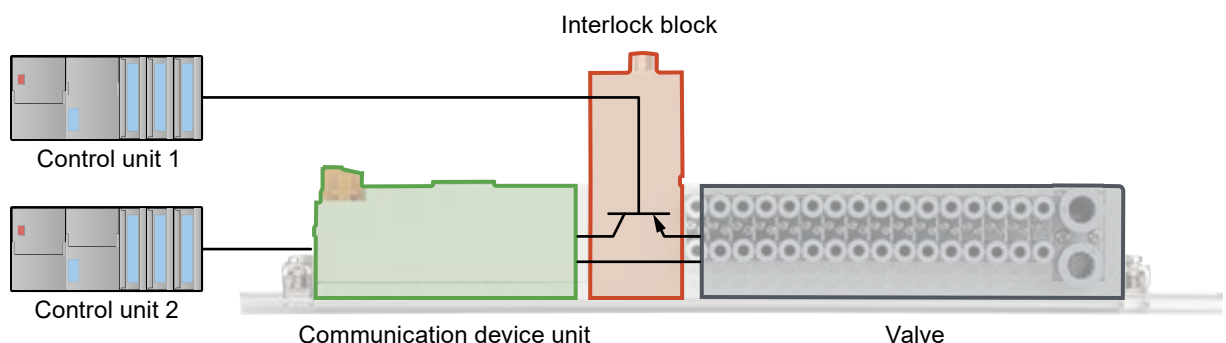 Interlock block
Control unit 1
Control unit 2
Communication device unit
Valve